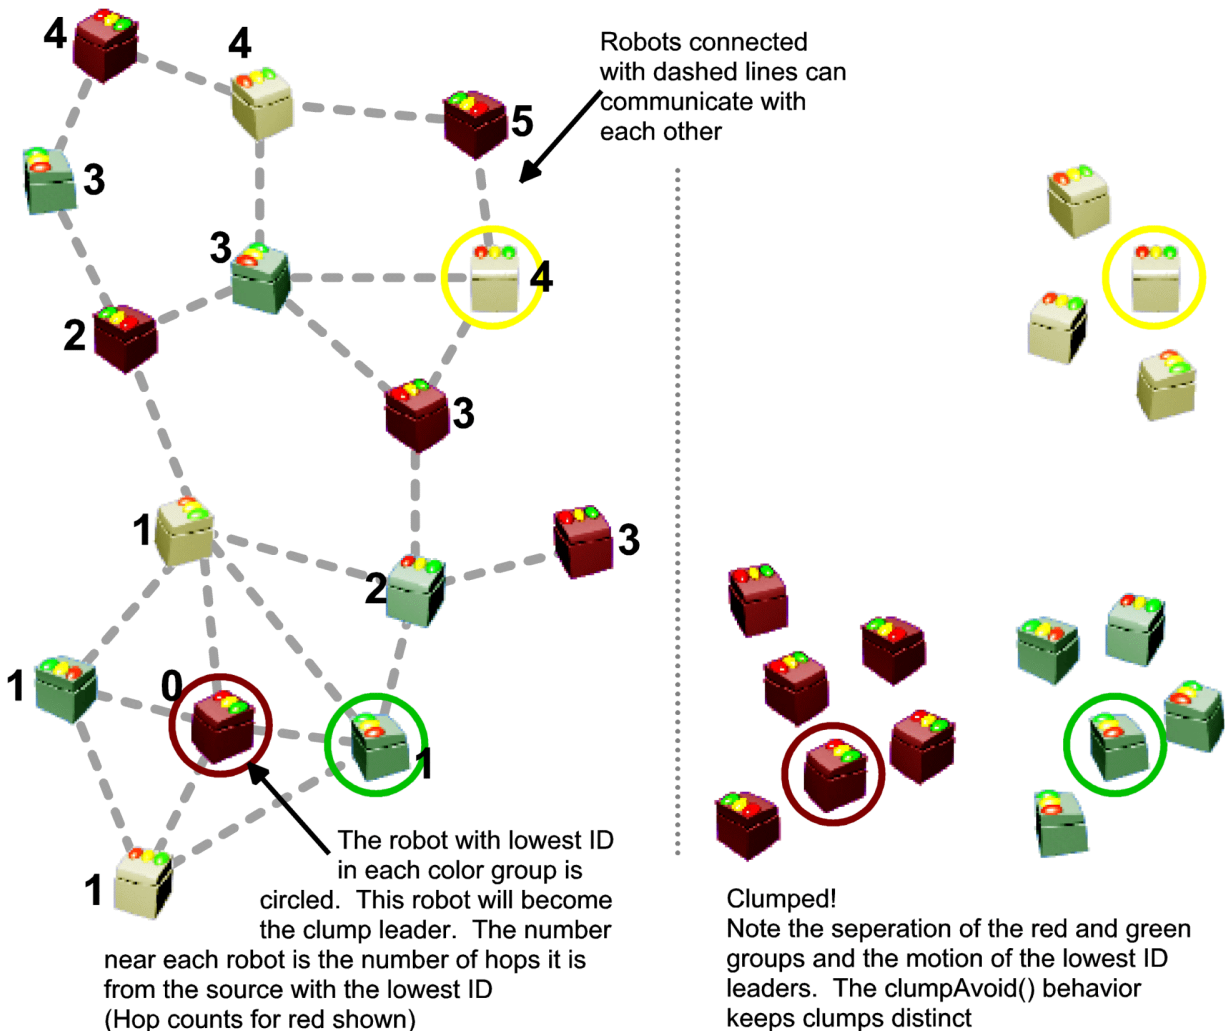 4
4
5
3
3
4
2
3
1
3
2
1
0
1
1
Robots connected
with dashed lines can
communicate with
each other
The robot with lowest ID
in each color group is
circled. This robot will become
the clump leader. The number
near each robot is the number of hops it is
from the source with the lowest ID
(Hop counts for red shown)
Clumped!
Note the seperation of the red and green
groups and the motion of the lowest ID
leaders. The clumpAvoid() behavior
keeps clumps distinct